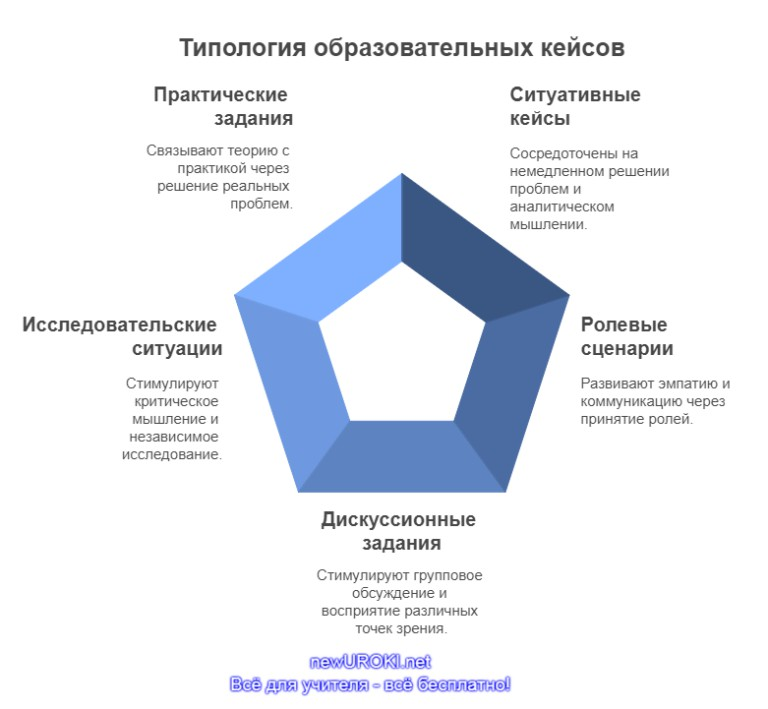 Типология образовательных кейсов
Практические
задания
Связывают теорию с
практикой через
решение реальных
проблем.
Ситуативные
кейсы
Сосредоточены на
немедленном решении
проблем и
аналитическом
мышлении.
Исследовательские
ситуации
Стимулируют
критическое
мышление и
независимое
исследование.
Ролевые
сценарии
Развивают эмпатию и
коммуникацию через
принятие ролей.
Дискуссионные
задания
Стимулируют групповое
обсуждение и
восприятие различных
точек зрения.
newUROKI.net
Всё для учителя - всё бесплатно!